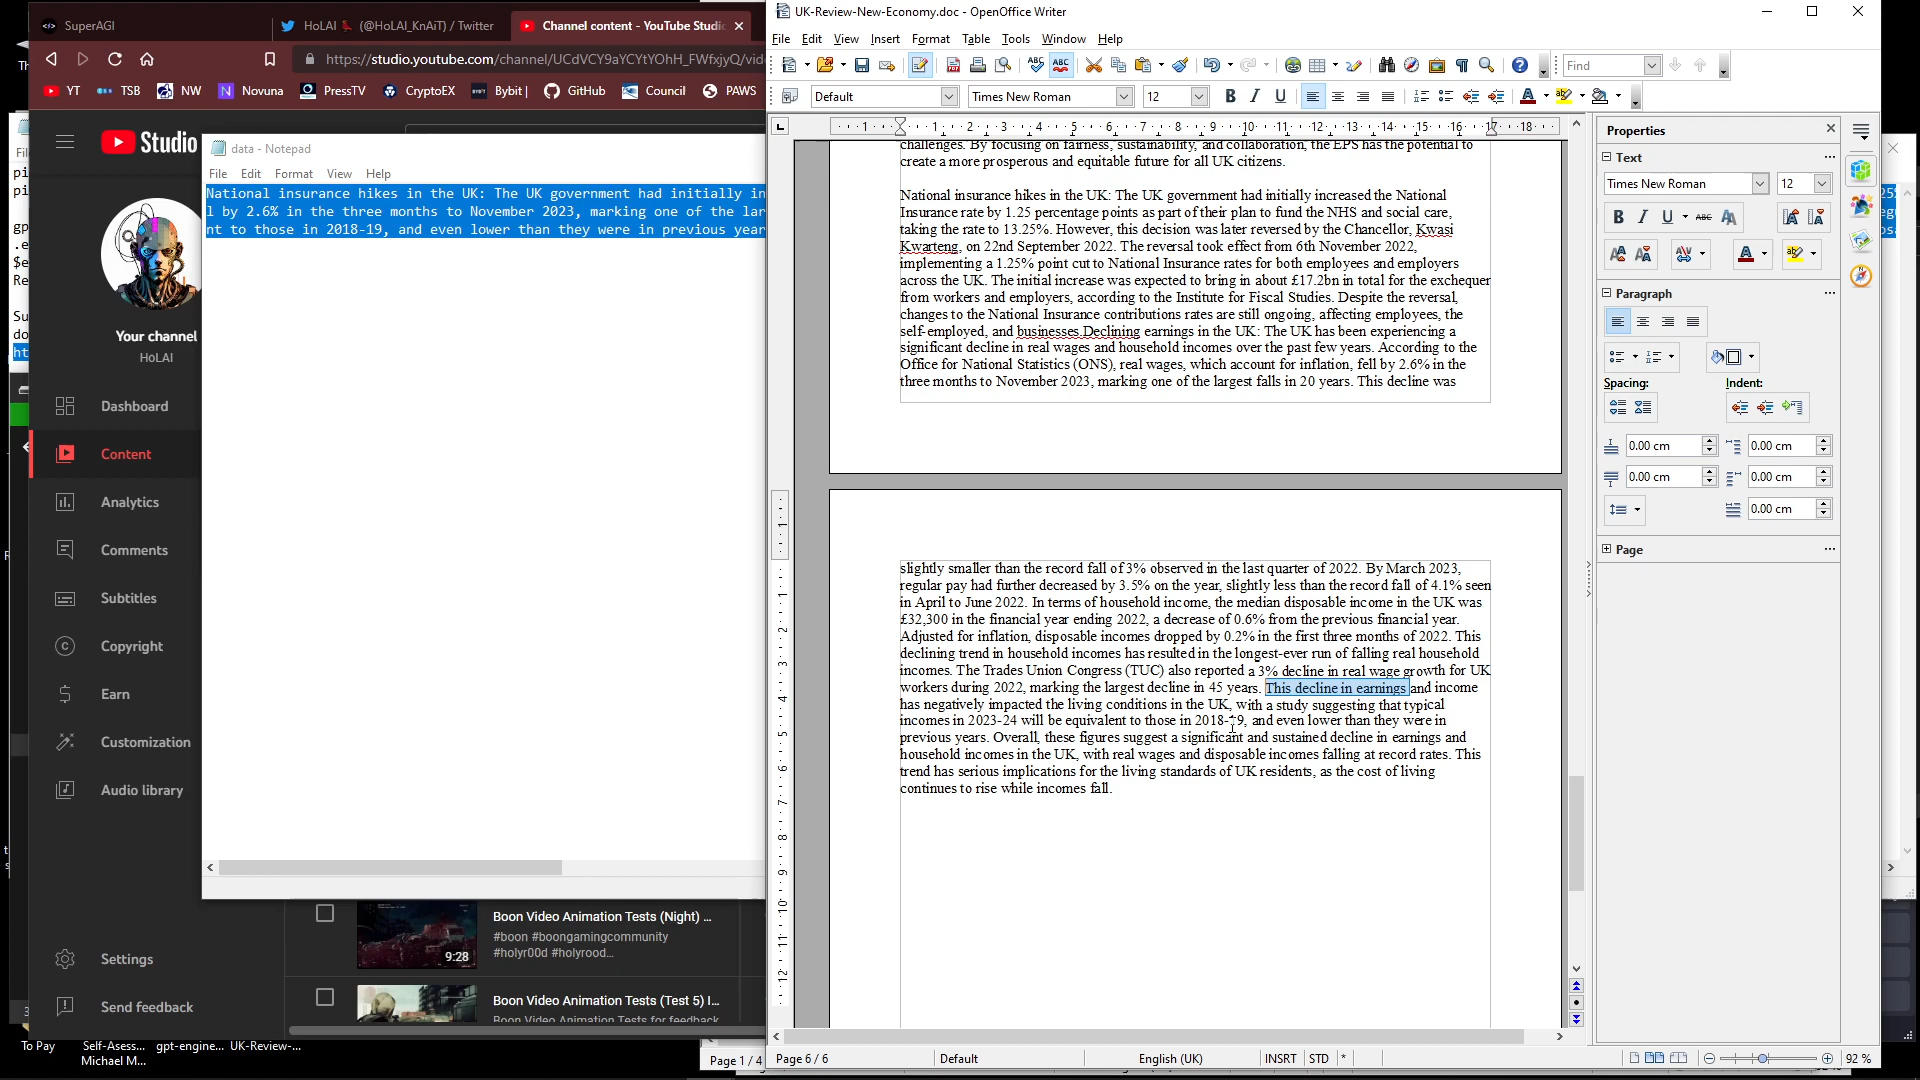 SuperAGI
HoLAI
(@HoLAI_KnAiT) / Twitter
Channel content - YouTube Studio
https://studio.youtube.com/channel/UCdVCY9aYCYtYOhH_FWfxjyQ/vid
YT
TSB
NW
Novuna
PressTV
CryptoEX
Bybit |
GitHub
Council
PAWS
Studio
Your channel
HoLAI
Dashboard
Content
Analytics
Comments
Subtitles
Copyright
Earn
Customization
Audio library
Settings
Send feedback
data - Notepad
File Edit Format View Help
National insurance hikes in the UK: The UK government had initially in
l by 2.6% in the three months to November 2023, marking one of the lar
nt to those in 2018-19, and even lower than they were in previous year
Boon Video Animation Tests (Night) ...
#boon #boongamingcommunity
#holyr00d #holyrood...
9:28
Boon Video Animation Tests (Test 5) I...
Boon Video Animation Tests for feedback
To Pay
Self-Asess...
Michael M...
gpt-engine...
UK-Review-...
Page 1 / 4
UK-Review-New-Economy.doc - OpenOffice Writer
File Edit View Insert Format Table Tools Window Help
Find
Default
Times New Roman
12
challenges. By focusing on fairness, sustainability, and collaboration, the EPS has the potential to
create a more prosperous and equitable future for all UK citizens.
National insurance hikes in the UK: The UK government had initially increased the National
Insurance rate by 1.25 percentage points as part of their plan to fund the NHS and social care,
taking the rate to 13.25%. However, this decision was later reversed by the Chancellor, Kwasi
Kwarteng, on 22nd September 2022. The reversal took effect from 6th November 2022,
implementing a 1.25% point cut to National Insurance rates for both employees and employers
across the UK. The initial increase was expected to bring in about £17.2bn in total for the exchequer
from workers and employers, according to the Institute for Fiscal Studies. Despite the reversal,
changes to the National Insurance contributions rates are still ongoing, affecting employees, the
self-employed, and businesses.Declining earnings in the UK: The UK has been experiencing a
significant decline in real wages and household incomes over the past few years. According to the
Office for National Statistics (ONS), real wages, which account for inflation, fell by 2.6% in the
three months to November 2023, marking one of the largest falls in 20 years. This decline was
slightly smaller than the record fall of 3% observed in the last quarter of 2022. By March 2023,
regular pay had further decreased by 3.5% on the year, slightly less than the record fall of 4.1% seen
in April to June 2022. In terms of household income, the median disposable income in the UK was
£32,300 in the financial year ending 2022, a decrease of 0.6% from the previous financial year.
Adjusted for inflation, disposable incomes dropped by 0.2% in the first three months of 2022. This
declining trend in household incomes has resulted in the longest-ever run of falling real household
incomes. The Trades Union Congress (TUC) also reported a 3% decline in real wage growth for UK
workers during 2022, marking the largest decline in 45 years. This decline in earnings and income
has negatively impacted the living conditions in the UK, with a study suggesting that typical
incomes in 2023-24 will be equivalent to those in 2018-19, and even lower than they were in
previous years. Overall, these figures suggest a significant and sustained decline in earnings and
household incomes in the UK, with real wages and disposable incomes falling at record rates. This
trend has serious implications for the living standards of UK residents, as the cost of living
continues to rise while incomes fall.
Page 6 / 6
Default
English (UK)
INSRT
STD
*
92 %
Properties
Text
Times New Roman
12
Paragraph
Spacing:
Indent:
0.00 cm
0.00 cm
0.00 cm
0.00 cm
0.00 cm
Page